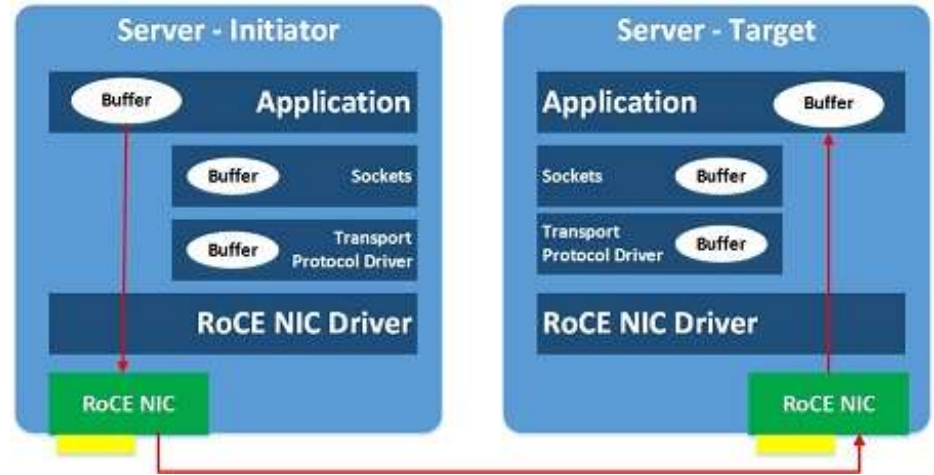 Server - Initiator
Buffer
Application
Buffer
Sockets
Buffer
Transport
Protocol Driver
RoCE NIC Driver
RoCE NIC
Server - Target
Application
Buffer
Sockets
Buffer
Transport
Protocol Driver
Buffer
RoCE NIC Driver
RoCE NIC